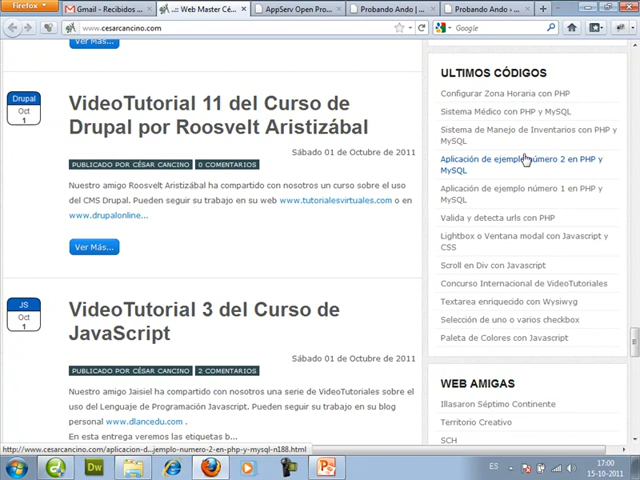 Firefox
Gmail - Recibidos ...
..:: Web Master Cé...
AppServ Open Pro...
Probando Ando | ...
Probando Ando › ...
www.cesarcancino.com
Google
Ver Más...
Drupal
Oct
1
VideoTutorial 11 del Curso de
Drupal por Roosvelt Aristizábal
Sábado 01 de Octubre de 2011
PUBLICADO POR CÉSAR CANCINO
0 COMENTARIOS
Nuestro amigo Roosvelt Aristizábal ha compartido con nosotros un curso sobre el uso
del CMS Drupal. Pueden seguir su trabajo en su web www.tutorialesvirtuales.com o en
www.drupalonline...
Ver Más...
JS
Oct
1
VideoTutorial 3 del Curso de
JavaScript
Sábado 01 de Octubre de 2011
PUBLICADO POR CÉSAR CANCINO
2 COMENTARIOS
Nuestro amigo Jaisiel ha compartido con nosotros una serie de VideoTutoriales sobre el
uso del Lenguaje de Programación Javascript. Pueden seguir su trabajo en su blog
personal www.dlancedu.com .
En esta entrega veremos las etiquetas b...
ULTIMOS CÓDIGOS
Configurar Zona Horaria con PHP
Sistema Médico con PHP y MySQL
Sistema de Manejo de Inventarios con PHP y
MySQL
Aplicación de ejemplo número 2 en PHP y
MySQL
Aplicación de ejemplo número 1 en PHP y
MySQL
Valida y detecta urls con PHP
Lightbox o Ventana modal con Javascript y
CSS
Scroll en Div con Javascript
Concurso Internacional de VideoTutoriales
Textarea enriquecido con Wysiwyg
Selección de uno o varios checkbox
Paleta de Colores con Javascript
WEB AMIGAS
Illasaron Séptimo Continente
Territorio Creativo
SCH
http://www.cesarcancino.com/aplicacion-d...jemplo-numero-2-en-php-y-mysql-n188.html
Dw
ES
17:00
15-10-2011